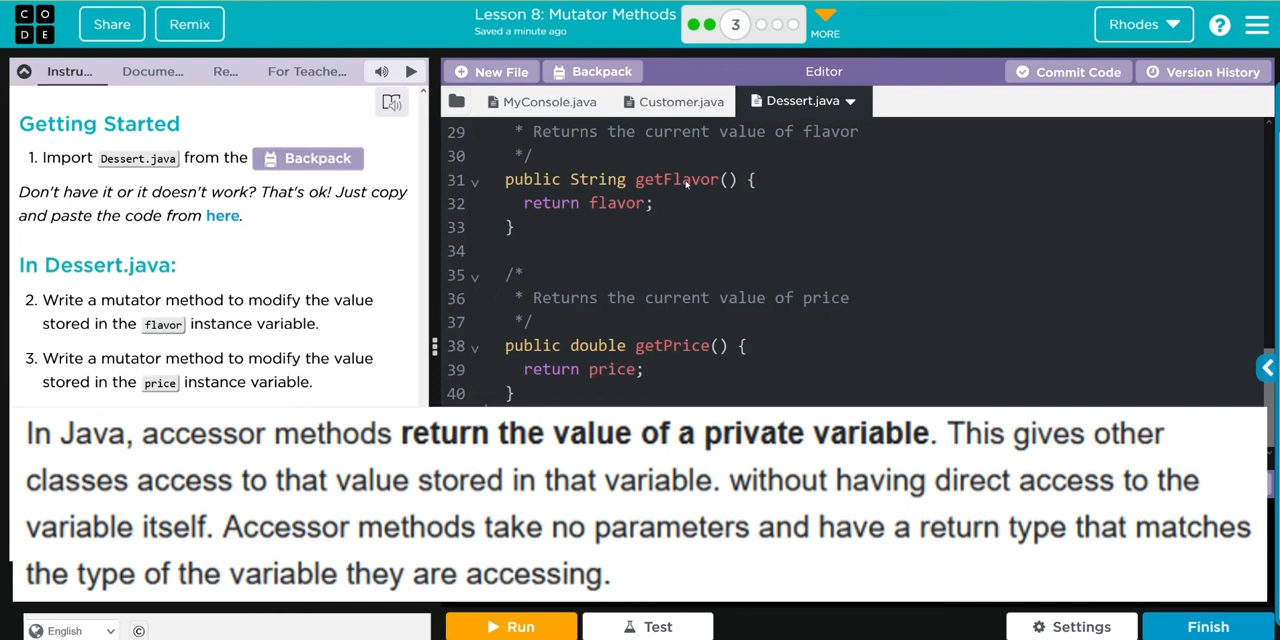 CODE
Share
Remix
Lesson 8: Mutator Methods
Saved a minute ago
3
MORE
Rhodes
?
Instru...
Docume...
Re...
For Teache...
New File
Backpack
Editor
Commit Code
Version History
MyConsole.java
Customer.java
Dessert.java
Getting Started
1. Import Dessert.java from the Backpack
Don't have it or it doesn't work? That's ok! Just copy
and paste the code from here.
In Dessert.java:
2. Write a mutator method to modify the value
stored in the flavor instance variable.
3. Write a mutator method to modify the value
stored in the price instance variable.
29 * Returns the current value of flavor
30 */
31 public String getFlavor() {
32 return flavor;
33 }
34
35 /*
36 * Returns the current value of price
37 */
38 public double getPrice() {
39 return price;
40 }
In Java, accessor methods return the value of a private variable. This gives other
classes access to that value stored in that variable. without having direct access to the
variable itself. Accessor methods take no parameters and have a return type that matches
the type of the variable they are accessing.
English
©
Run
Test
Settings
Finish